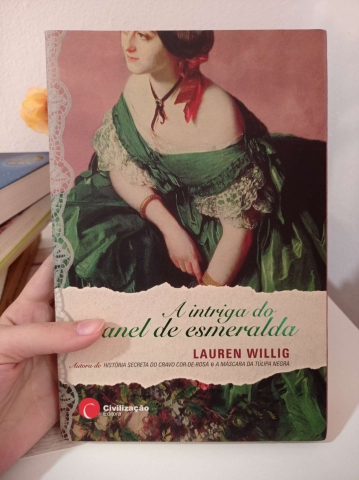 A intriga do
anel de esmeralda
LAUREN WILLIG
Autora de HISTÓRIA SECRETA DO CRAVO COR-DE-ROSA e A MÁSCARA DA TÚLIPA NEGRA
Civilização
Editora